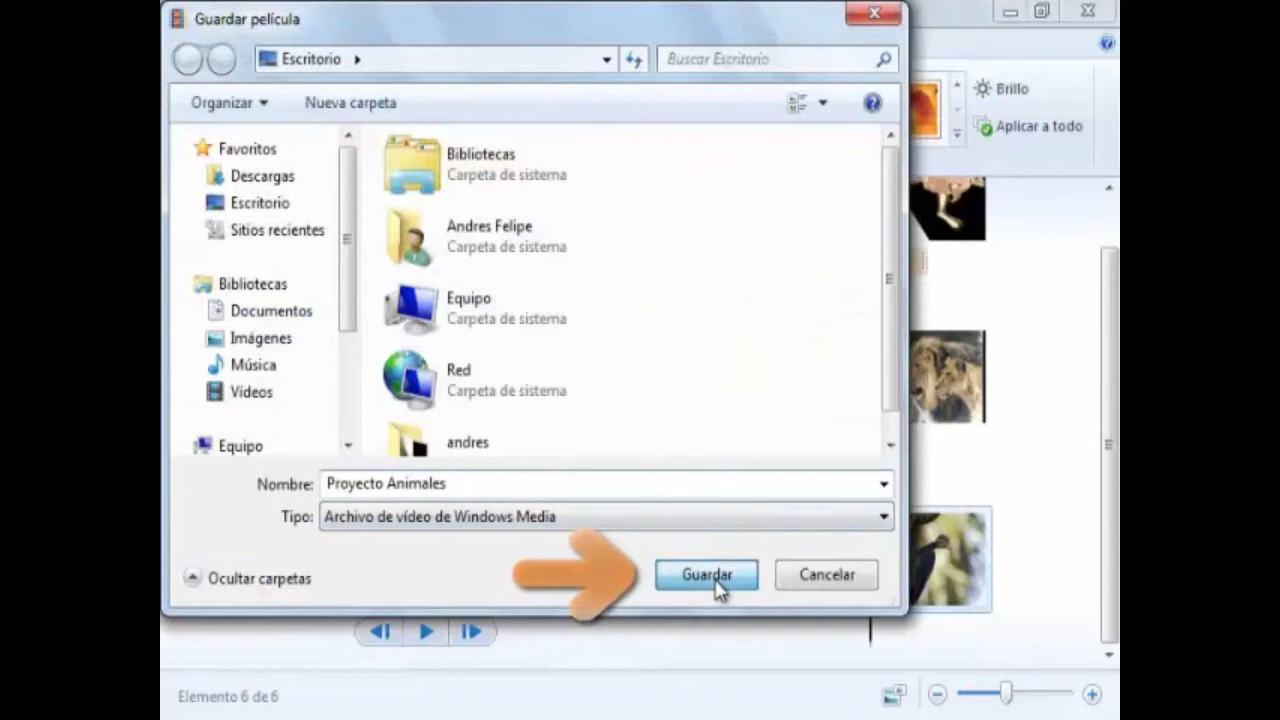 Guardar película
Escritorio
Buscar Escritorio
Organizar
Nueva carpeta
Brillo
Aplicar a todo
Favoritos
Descargas
Escritorio
Sitios recientes
Bibliotecas
Documentos
Imágenes
Música
Vídeos
Equipo
Bibliotecas
Carpeta de sistema
Andres Felipe
Carpeta de sistema
Equipo
Carpeta de sistema
Red
Carpeta de sistema
andres
Nombre: Proyecto Animales
Tipo: Archivo de vídeo de Windows Media
Ocultar carpetas
Guardar
Cancelar
Elemento 6 de 6